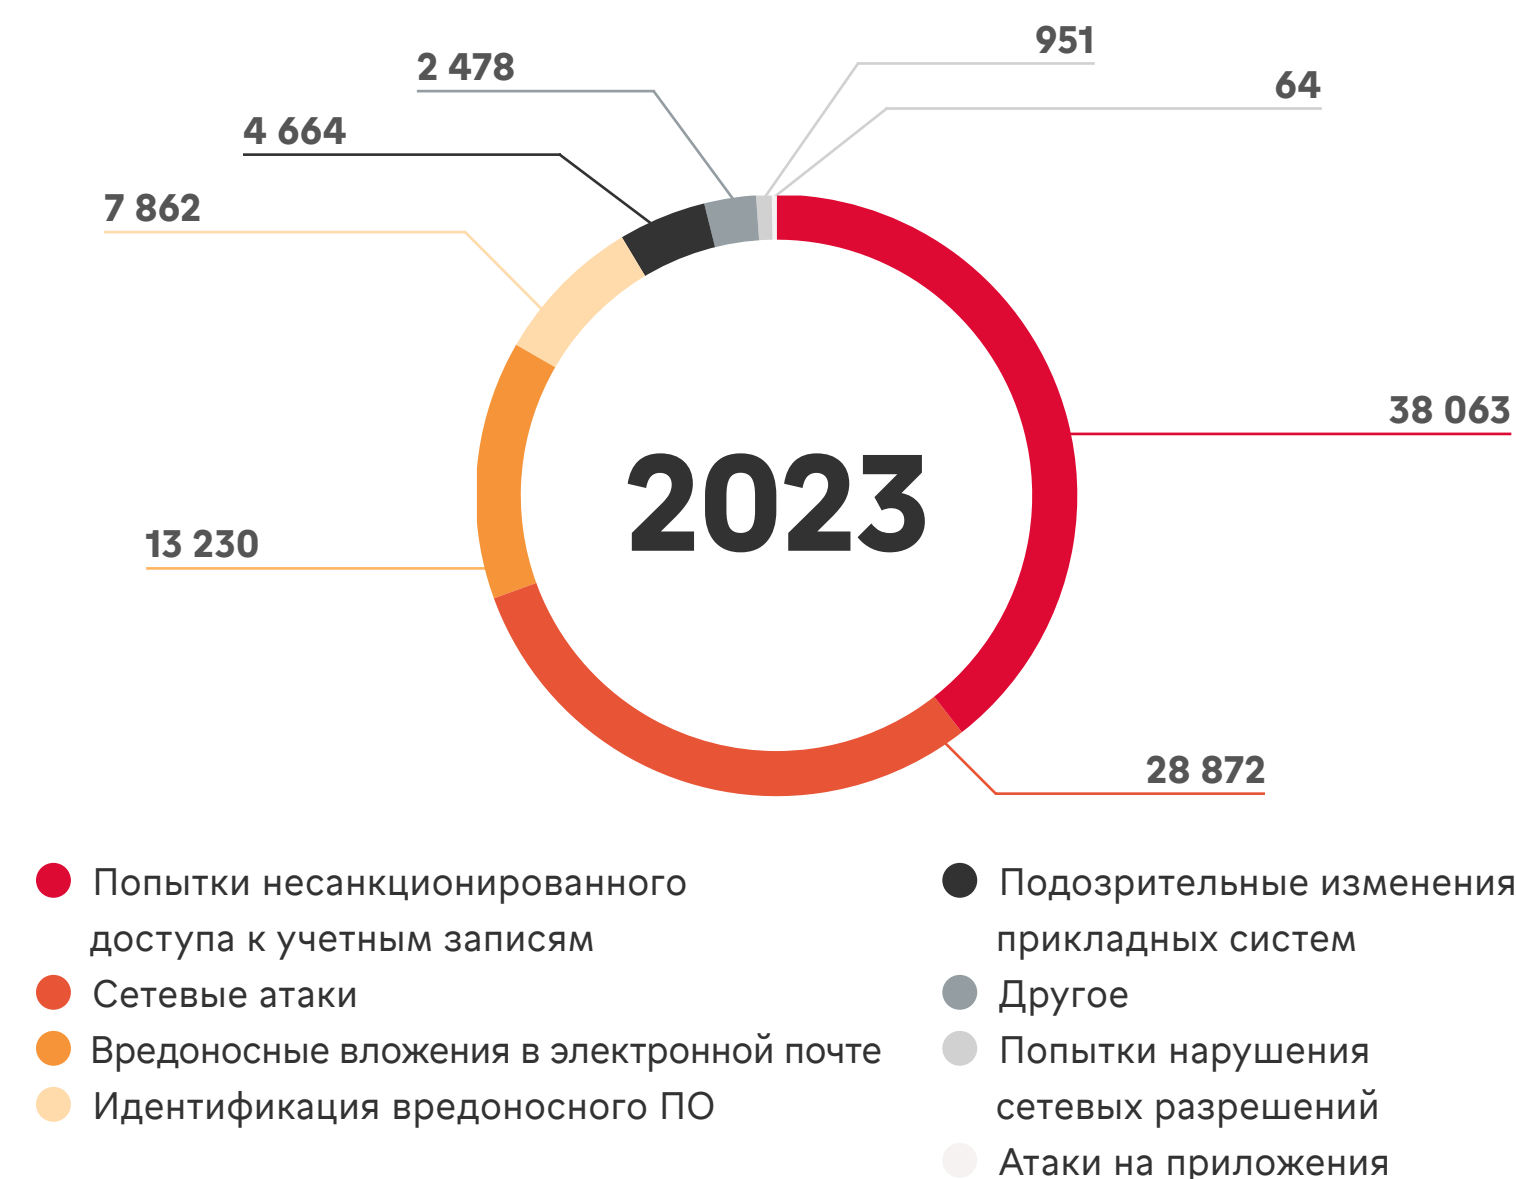 951
2 478
64
4 664
7 862
38 063
2023
13 230
28 872
Попытки несанкционированного
доступа к учетным записям
Сетевые атаки
Вредоносные вложения в электронной почте
Идентификация вредоносного ПО
Подозрительные изменения
прикладных систем
Другое
Попытки нарушения
сетевых разрешений
Атаки на приложения